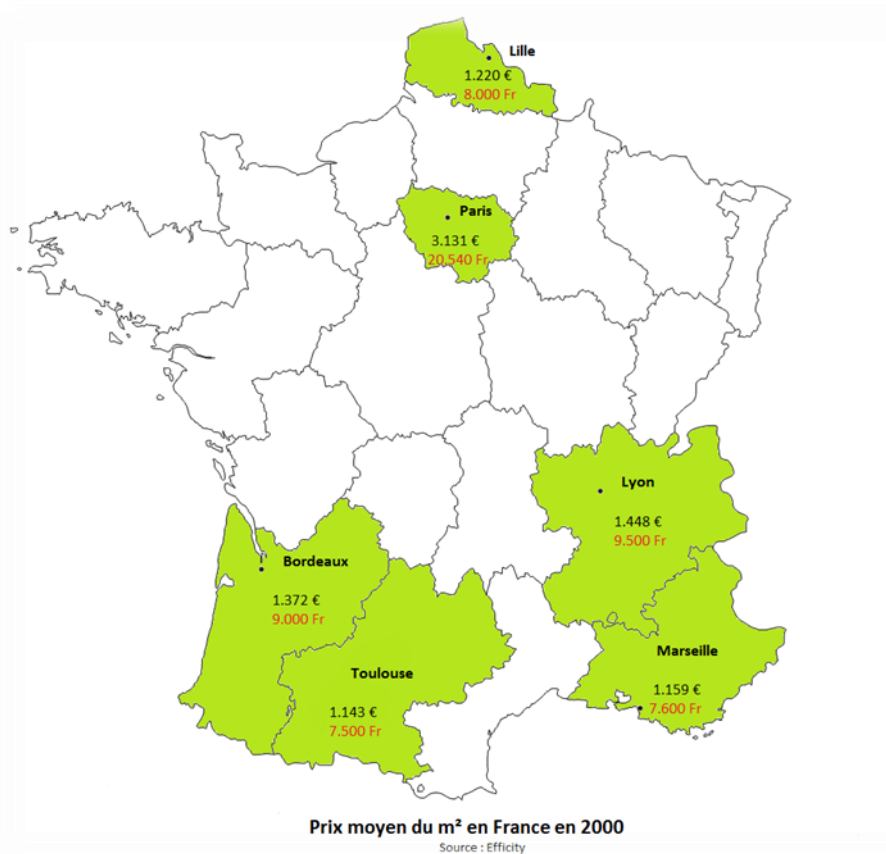 Lille
1.220 €
8.000 Fr
Paris
3.131 €
20.540 Fr
Lyon
1.448 €
9.500 Fr
Bordeaux
1.372 €
9.000 Fr
Marseille
1.159 €
7.600 Fr
Toulouse
1.143 €
7.500 Fr
Prix moyen du m² en France en 2000
Source : Efficity